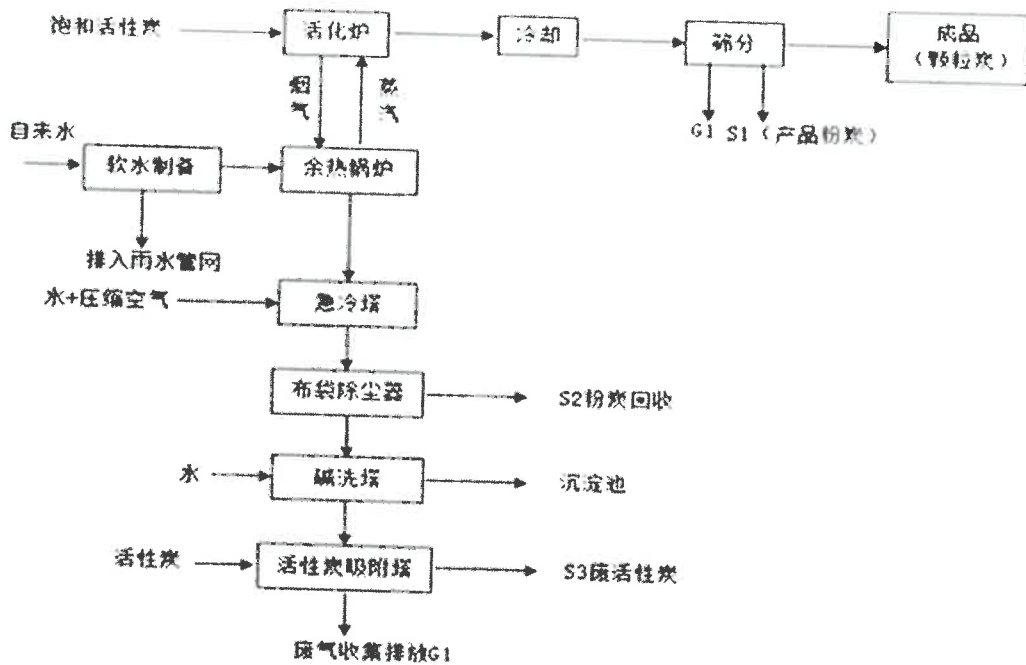 饱和活性炭
活化炉
冷却
筛分
成品
（颗粒炭）
烟气
蒸汽
G1
S1（产品粉炭）
自来水
软水制备
余热锅炉
排入雨水管网
水+压缩空气
急冷塔
布袋除尘器
S2粉炭回收
水
碱洗塔
沉淀池
活性炭
活性炭吸附塔
S3废活性炭
废气收集排放G1